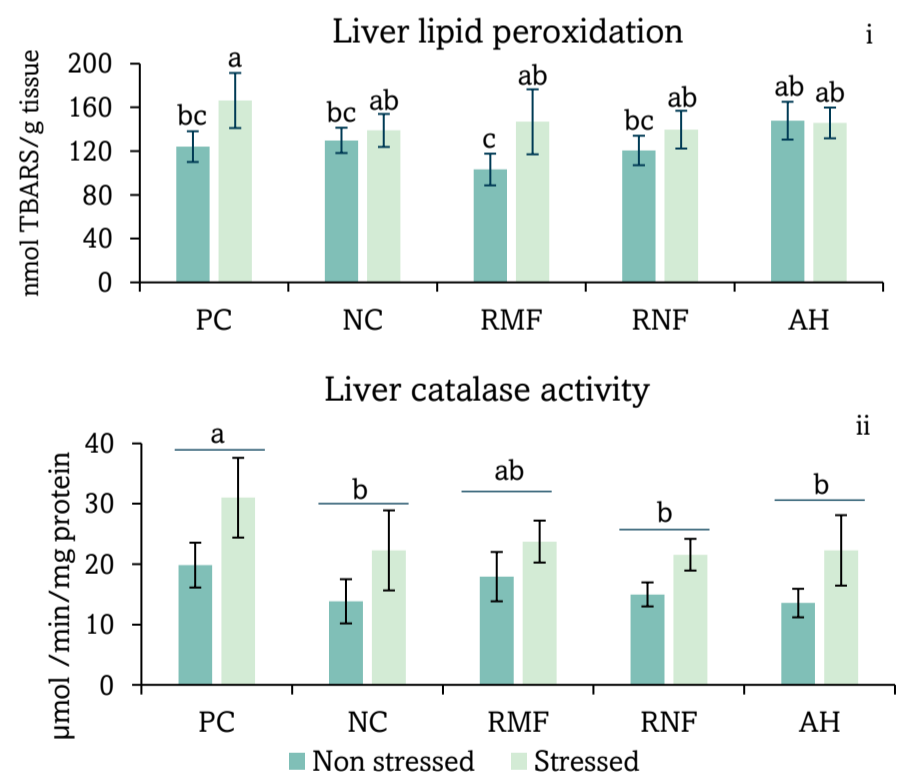 Liver lipid peroxidation
i
nmol TBARS/g tissue
200
160
120
80
40
0
bc
a
bc
ab
c
ab
bc
ab
ab
ab
PC
NC
RMF
RNF
AH
Liver catalase activity
ii
µmol /min/mg protein
40
30
20
10
0
a
b
ab
b
b
PC
NC
RMF
RNF
AH
Non stressed
Stressed